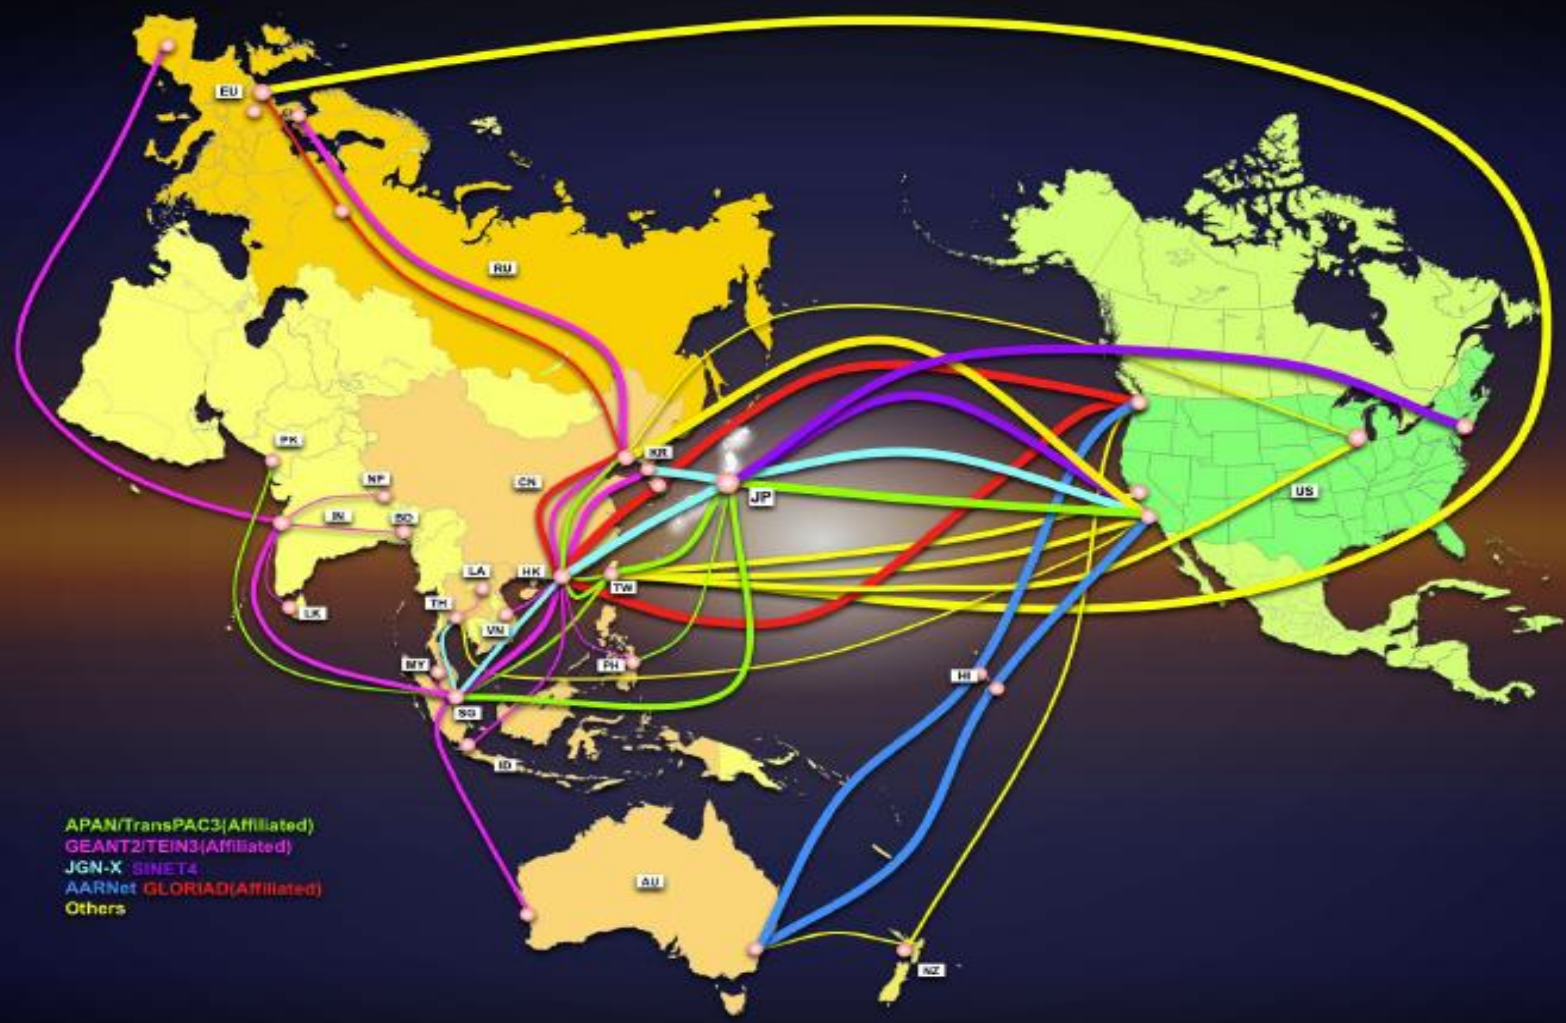 EU
RU
PK
KR
NP
CN
JP
US
IN
BD
LA
HK
TW
TH
LK
VN
MY
PH
HI
SG
ID
APAN/TransPAC3(Affiliated)
GEANT2/TEIN3(Affiliated)
JGN-X SINET4
AARNet GLORIAD(Affiliated)
Others
AU
NZ